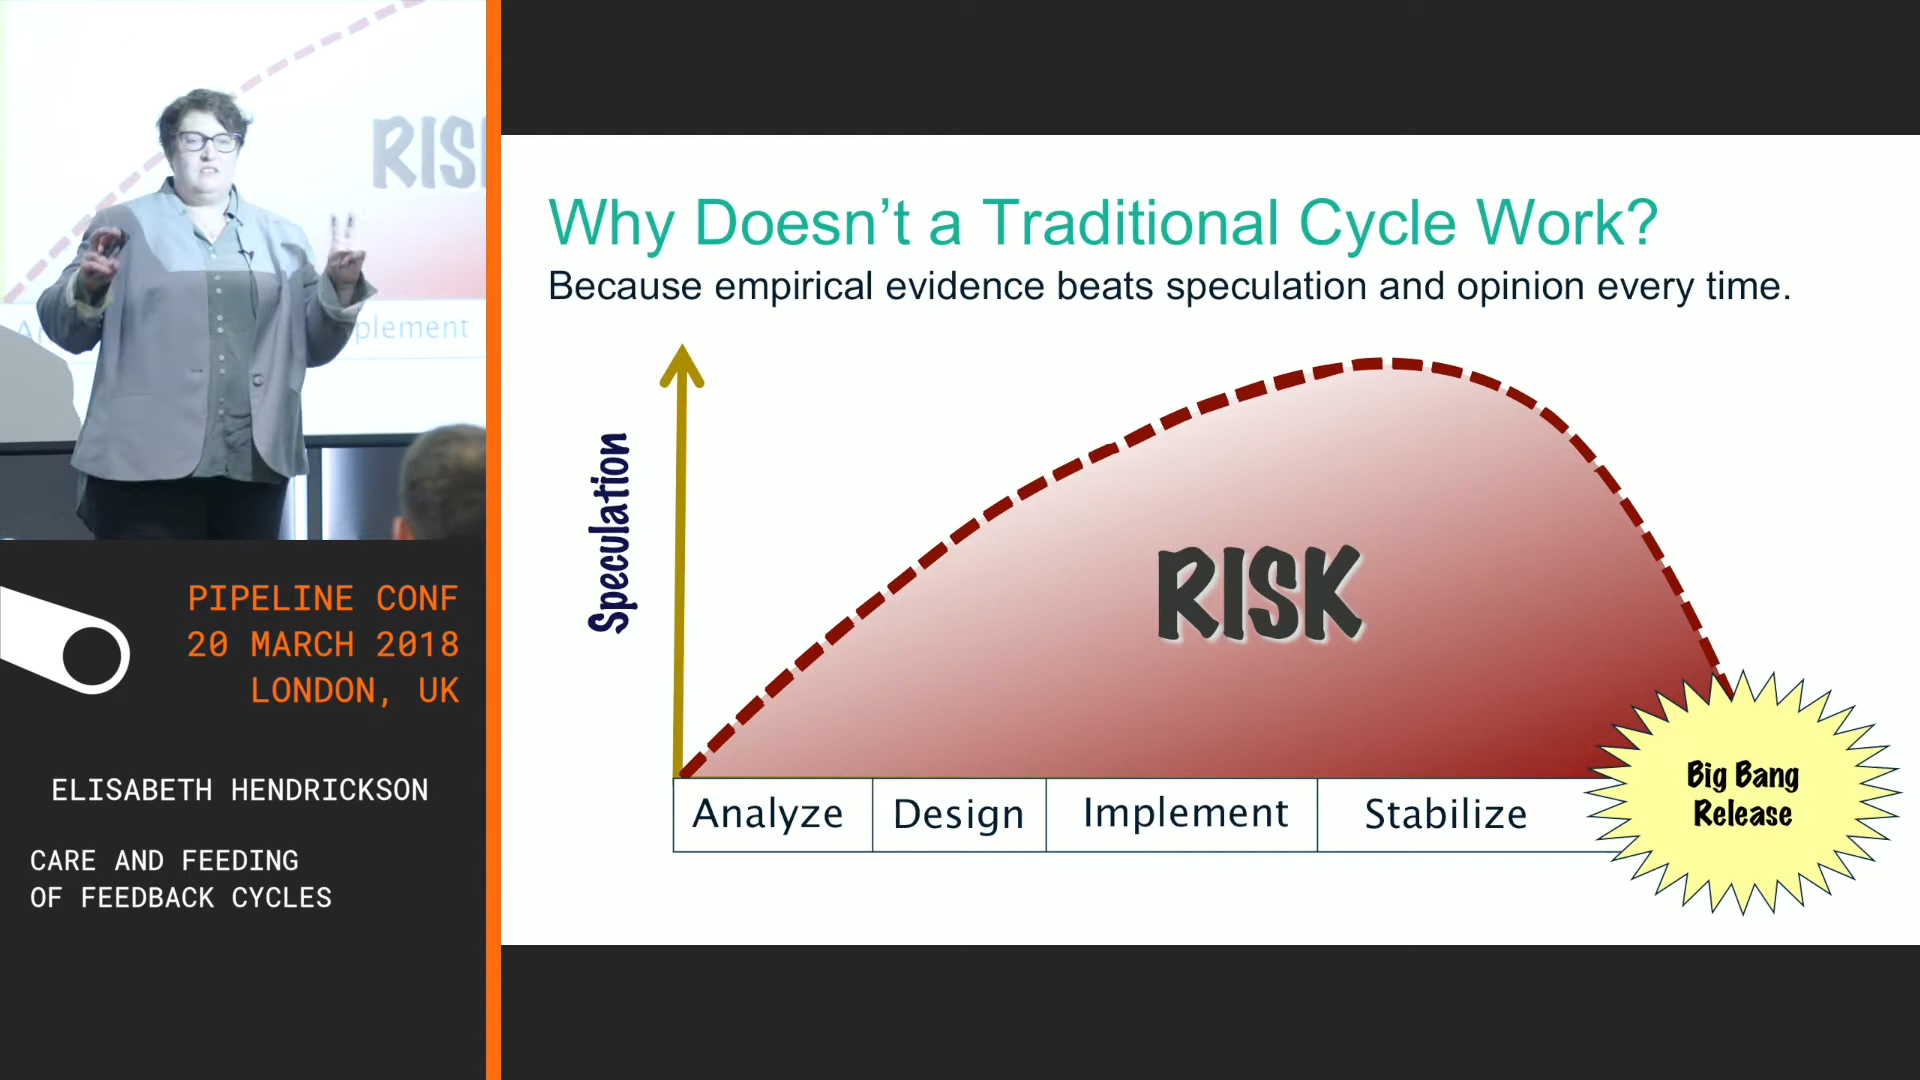 RIS
plement
PIPELINE CONF
20 MARCH 2018
LONDON, UK
ELISABETH HENDRICKSON
CARE AND FEEDING
OF FEEDBACK CYCLES
Why Doesn’t a Traditional Cycle Work?
Because empirical evidence beats speculation and opinion every time.
Speculation
RISK
Analyze
Design
Implement
Stabilize
Big Bang
Release